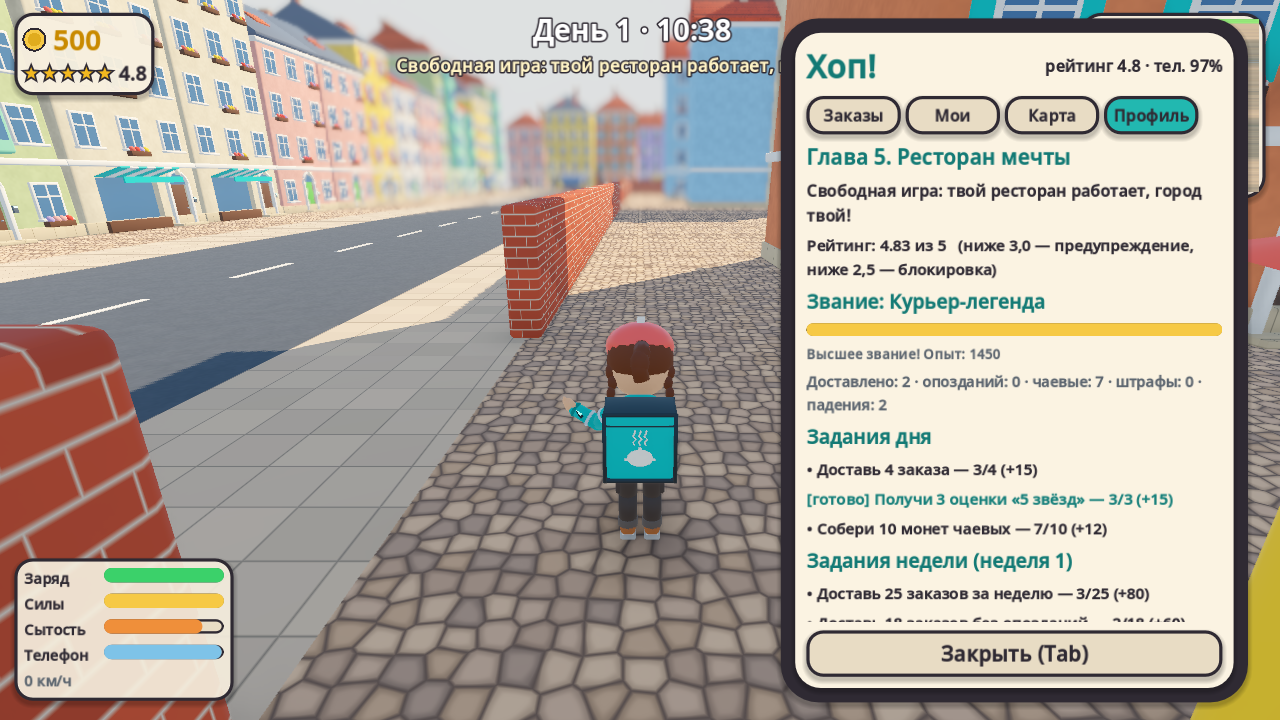 500
4.8
День 1 · 10:38
Свободная игра: твой ресторан работает,
Хоп!
рейтинг 4.8 · тел. 97%
Заказы
Мои
Карта
Профиль
Глава 5. Ресторан мечты
Свободная игра: твой ресторан работает, город
твой!
Рейтинг: 4.83 из 5 (ниже 3,0 — предупреждение,
ниже 2,5 — блокировка)
Звание: Курьер-легенда
Высшее звание! Опыт: 1450
Доставлено: 2 · опозданий: 0 · чаевые: 7 · штрафы: 0 ·
падения: 2
Задания дня
• Доставь 4 заказа — 3/4 (+15)
[готово] Получи 3 оценки «5 звёзд» — 3/3 (+15)
• Собери 10 монет чаевых — 7/10 (+12)
Задания недели (неделя 1)
• Доставь 25 заказов за неделю — 3/25 (+80)
Закрыть (Tab)
Заряд
Силы
Сытость
Телефон
0 км/ч